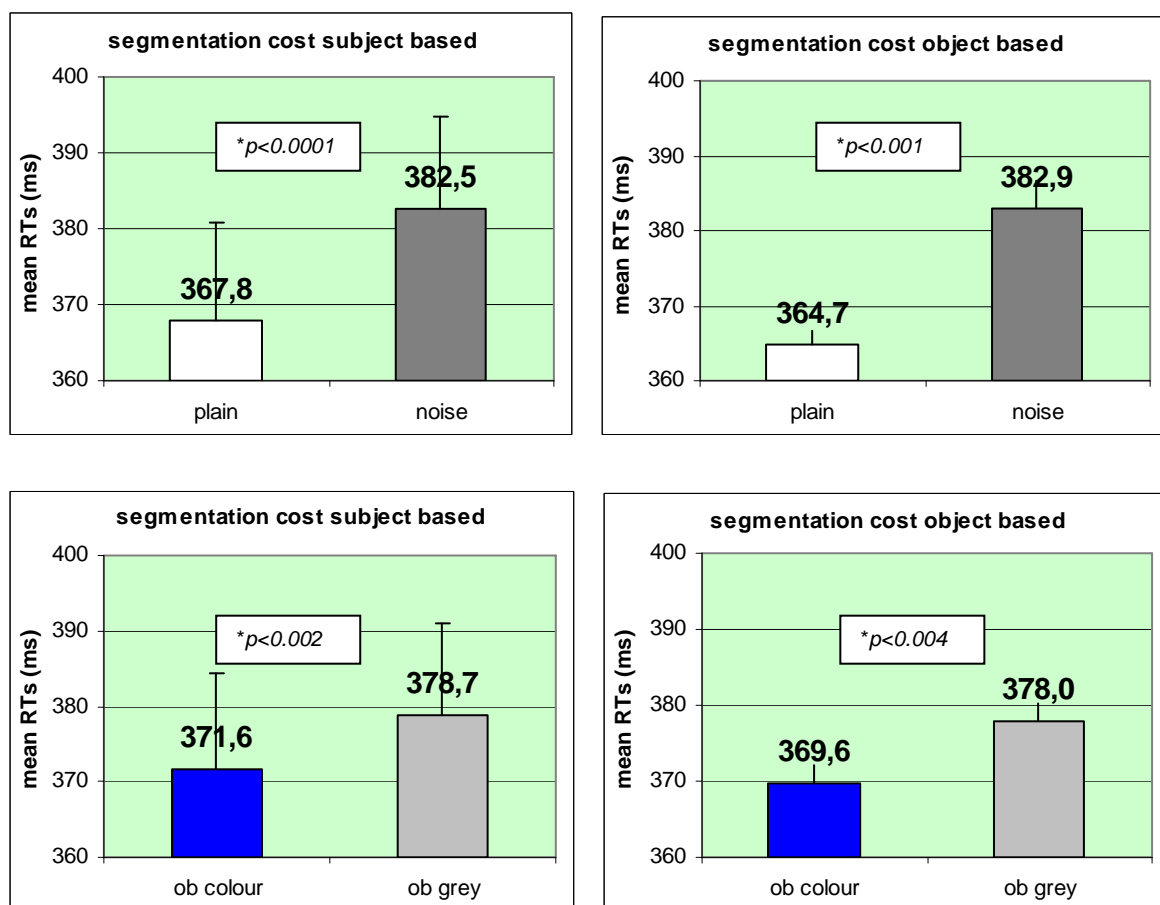 segmentation cost subject based
400
390
380
370
360
mean RTs (ms)
*p<0.0001
367,8
382,5
plain noise
segmentation cost object based
400
390
380
370
360
mean RTs (ms)
*p<0.001
364,7
382,9
plain noise
segmentation cost subject based
400
390
380
370
360
mean RTs (ms)
*p<0.002
371,6
378,7
ob colour ob grey
segmentation cost object based
400
390
380
370
360
mean RTs (ms)
*p<0.004
369,6
378,0
ob colour ob grey